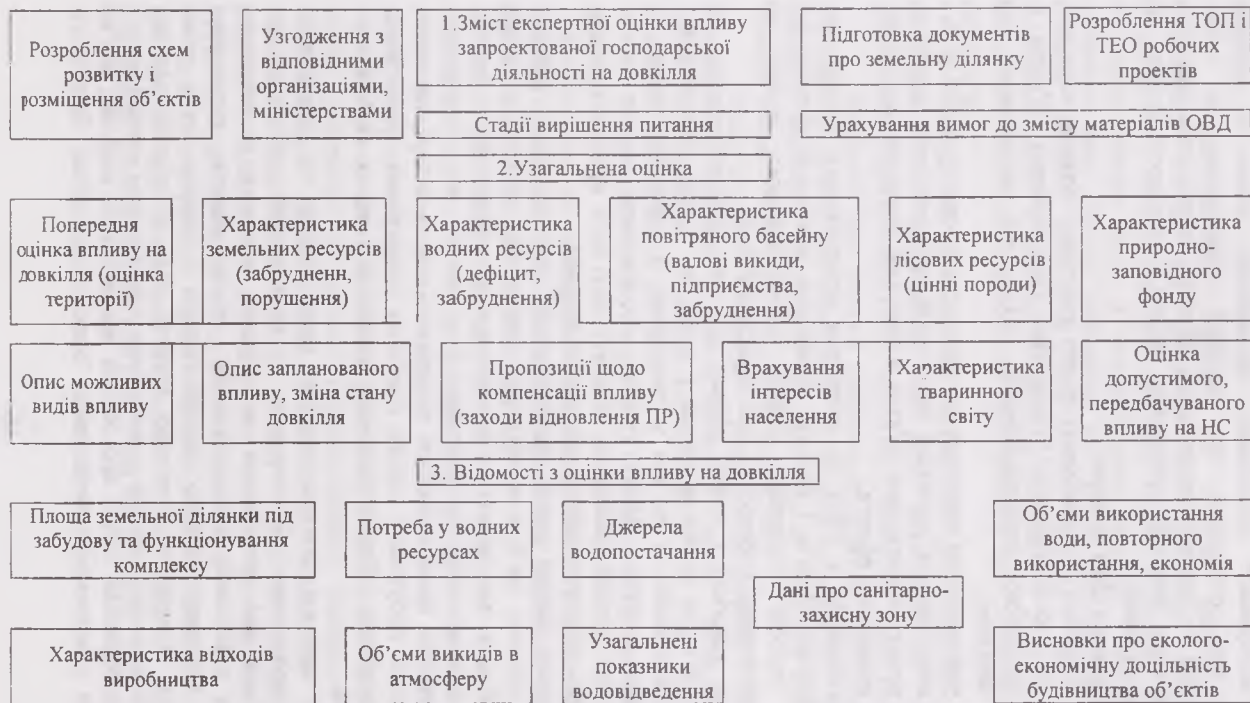 Розроблення схем
розвитку і
розміщення об’єктів
Узгодження з
відповідними
організаціями,
міністерствами
1.Зміст експертної оцінки впливу
запроектованої господарської
діяльності на довкілля
Підготовка документів
про земельну ділянку
Розроблення ТОП і
ТЕО робочих
проектів
Стадії вирішення питання
Урахування вимог до змісту матеріалів ОВД
2.Узагальнена оцінка
Попередня
оцінка впливу на
довкілля (оцінка
території)
Характеристика
земельних ресурсів
(забрудненн,
порушення)
Характеристика
водних ресурсів
(дефіцит,
забруднення)
Характеристика
повітряного басейну
(валові викиди,
підприємства,
забруднення)
Характеристика
лісових ресурсів
(цінні породи)
Характеристика
природно-
заповідного
фонду
Опис можливих
видів впливу
Опис запланованого
впливу, зміна стану
довкілля
Пропозиції щодо
компенсації впливу
(заходи відновлення ПР)
Врахування
інтересів
населення
Характеристика
тваринного
світу
Оцінка
допустимого,
передбачуваного
впливу на НС
3. Відомості з оцінки впливу на довкілля
Площа земельної ділянки під
забудову та функціонування
комплексу
Потреба у водних
ресурсах
Джерела
водопостачання
Об’єми використання
води, повторного
використання, економія
Дані про санітарно-
захисну зону
Характеристика відходів
виробництва
Об’єми викидів в
атмосферу
Узагальнені
показники
водовідведення
Висновки про еколого-
економічну доцільність
будівництва об’єктів